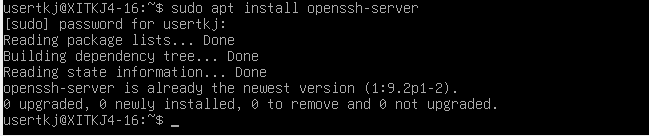 usertkj@XITKJ4-16:~$ sudo apt install openssh-server
[sudo] password for usertkj:
Reading package lists... Done
Building dependency tree... Done
Reading state information... Done
openssh-server is already the newest version (1:9.2p1-2).
0 upgraded, 0 newly installed, 0 to remove and 0 not upgraded.
usertkj@XITKJ4-16:~$ _